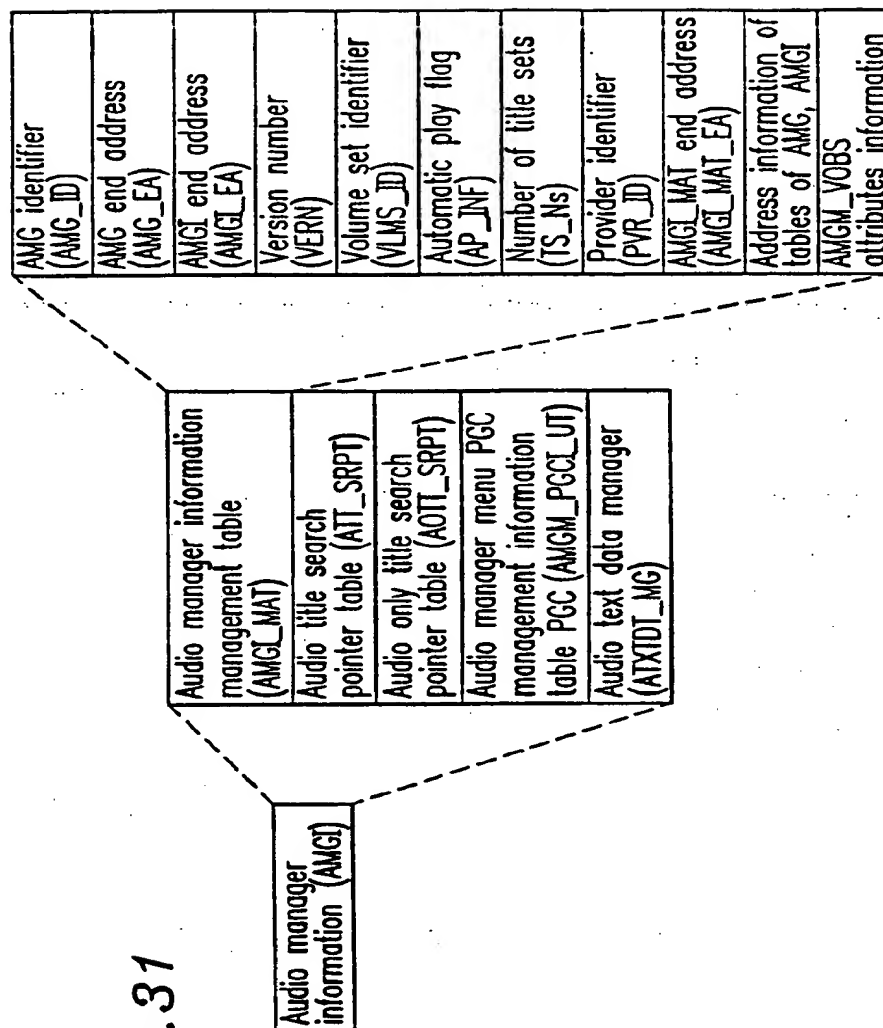 .31
Audio manager
information (AMGI)
Audio manager information
management table
(AMGI_MAT)
Audio title search
pointer table (ATT_SRPT)
Audio only title search
pointer table (AOTT_SRPT)
Audio manager menu PGC
management information
table PGC (AMGM_PGCI_UT)
Audio text data manager
(ATXTDT_MG)
AMG identifier
(AMG_ID)
AMG end address
(AMG_EA)
AMGI end address
(AMGI_EA)
Version number
(VERN)
Volume set identifier
(VLMS_ID)
Automatic play flag
(AP_INF)
Number of title sets
(TS_Ns)
Provider identifier
(PVR_ID)
AMGI_MAT end address
(AMGI_MAT_EA)
Address information of
tables of AMG, AMGI
AMGM_VOBS
attributes information